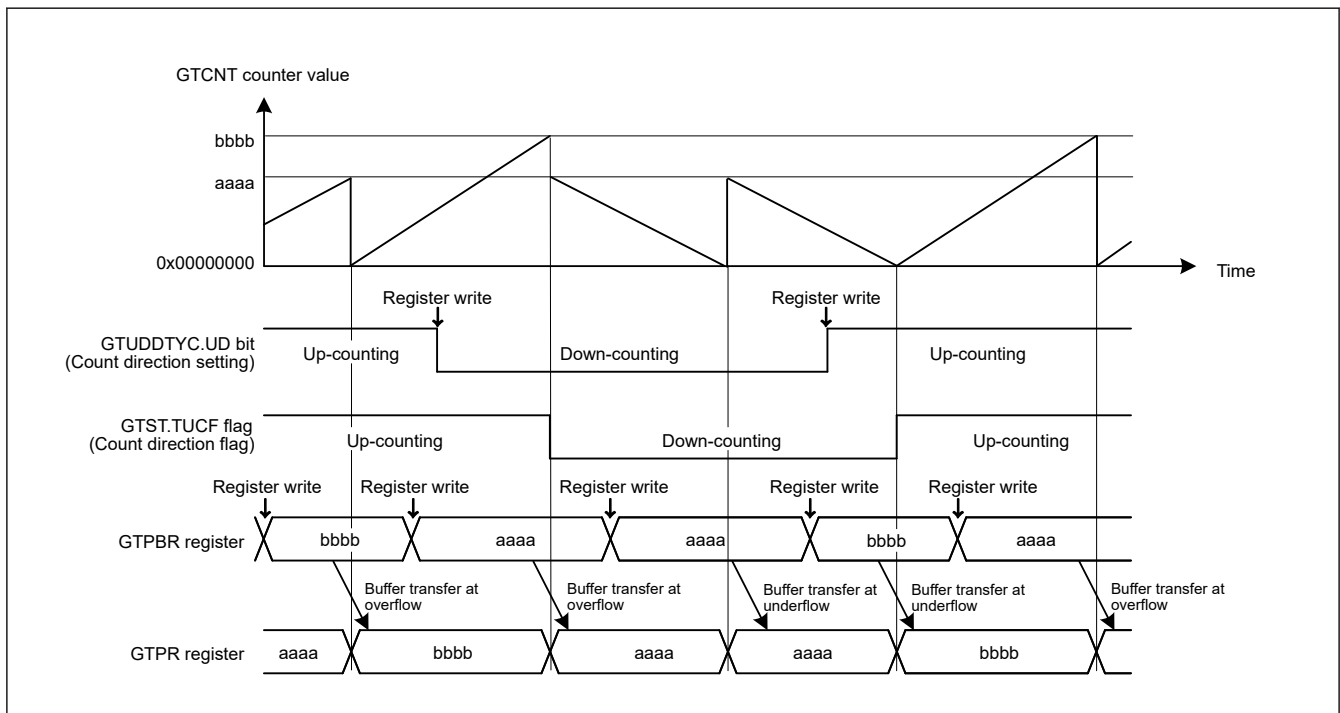 GTCNT counter value
bbbb
aaaa
0x00000000
Time
Register write
Register write
GTUDDTYC.UD bit
(Count direction setting)
Up-counting
Down-counting
Up-counting
GTST.TUCF flag
(Count direction flag)
Up-counting
Down-counting
Up-counting
Register write
Register write
Register write
Register write
Register write
GTPBR register
bbbb
aaaa
aaaa
bbbb
aaaa
Buffer transfer at
overflow
Buffer transfer at
overflow
Buffer transfer at
underflow
Buffer transfer at
underflow
Buffer transfer at
overflow
GTPR register
aaaa
bbbb
aaaa
aaaa
bbbb